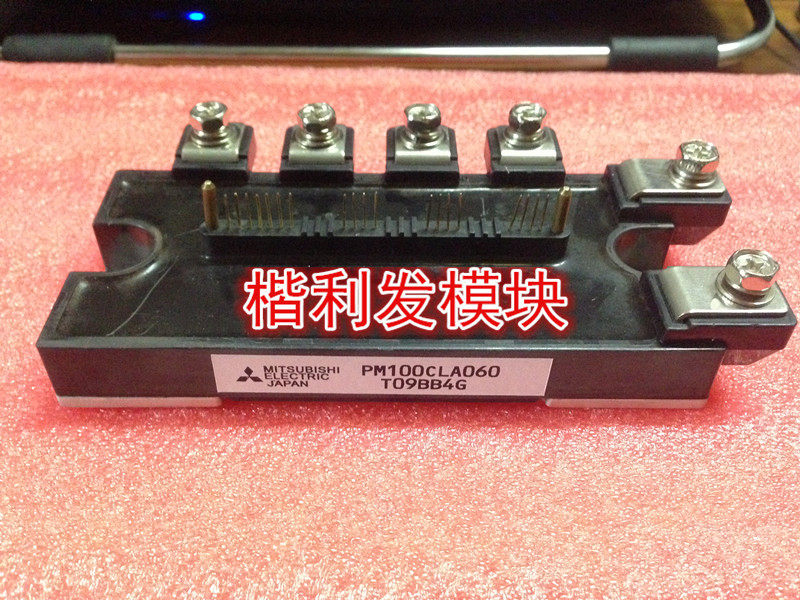 楷利发模块
MITSUBISHI
ELECTRIC
JAPAN
PM100CLA060
T09BB4G